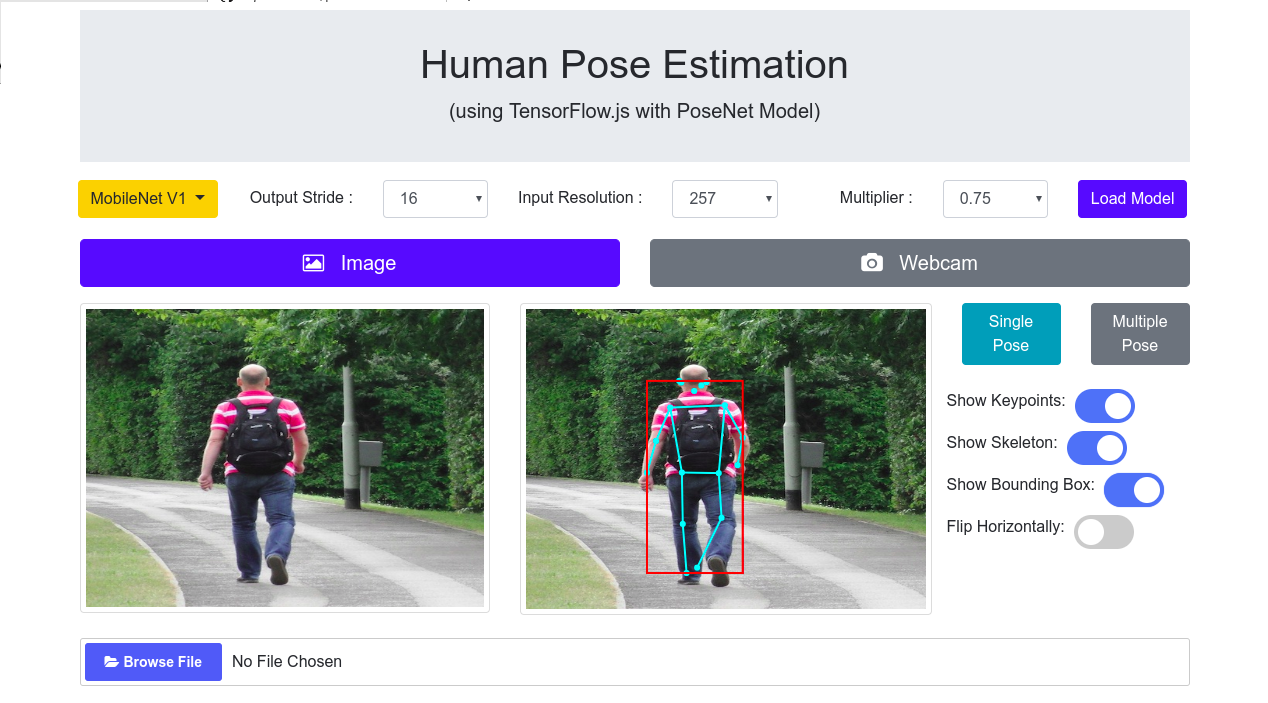 Human Pose Estimation
(using TensorFlow.js with PoseNet Model)
MobileNet V1 Output Stride : 16 Input Resolution : 257 Multiplier : 0.75 Load Model
Image Webcam
Single Pose
Multiple Pose
Show Keypoints:
Show Skeleton:
Show Bounding Box:
Flip Horizontally:
Browse File No File Chosen